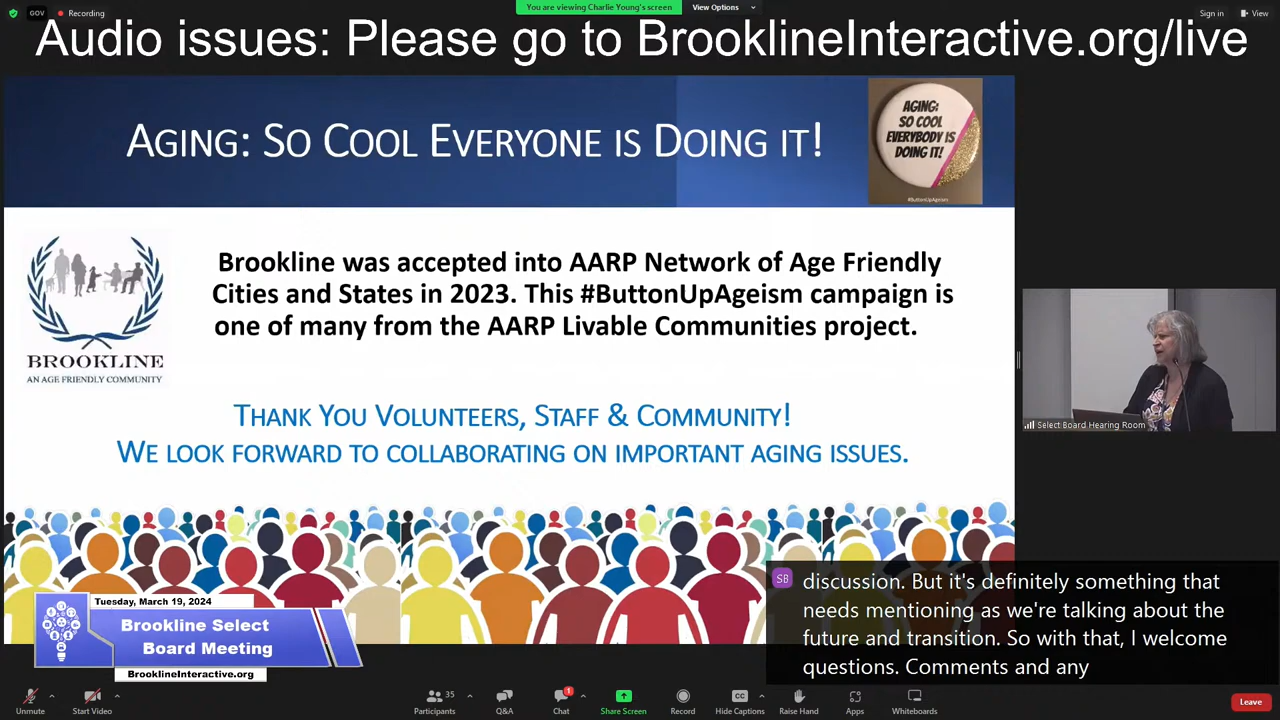 GOV
Recording
You are viewing Charlie Young's screen
View Options
Sign in
View
Audio issues: Please go to BrooklineInteractive.org/live
AGING: SO COOL EVERYONE IS DOING IT!
AGING:
SO COOL
EVERYBODY IS
DOING IT!
#ButtonUpAgeism
BROOKLINE
AN AGE FRIENDLY COMMUNITY
Brookline was accepted into AARP Network of Age Friendly
Cities and States in 2023. This #ButtonUpAgeism campaign is
one of many from the AARP Livable Communities project.
THANK YOU VOLUNTEERS, STAFF & COMMUNITY!
WE LOOK FORWARD TO COLLABORATING ON IMPORTANT AGING ISSUES.
Select Board Hearing Room
SB
discussion. But it's definitely something that
needs mentioning as we're talking about the
future and transition. So with that, I welcome
questions. Comments and any
Tuesday, March 19, 2024
Brookline Select
Board Meeting
BrooklineInteractive.org
Unmute
Start Video
35
Participants
Q&A
1
Chat
Share Screen
Record
CC
Hide Captions
Raise Hand
Apps
Whiteboards
Leave